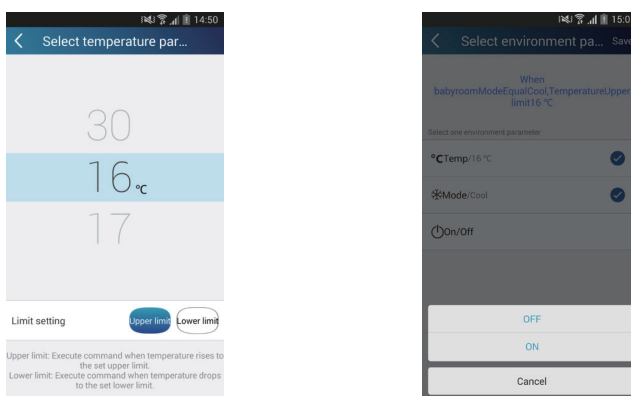 14:50
Select temperature par...
30
16 °C
17
Limit setting
Upper limit
Lower limit
Upper limit: Execute command when temperature rises to
the set upper limit.
Lower limit: Execute command when temperature drops
to the set lower limit.
15:0
Select environment pa...
Save
When
babyroomModeEqualCool,TemperatureUpper
limit16 °C
Select one environment parameter
°CTemp/16 °C
Mode/Cool
On/Off
OFF
ON
Cancel